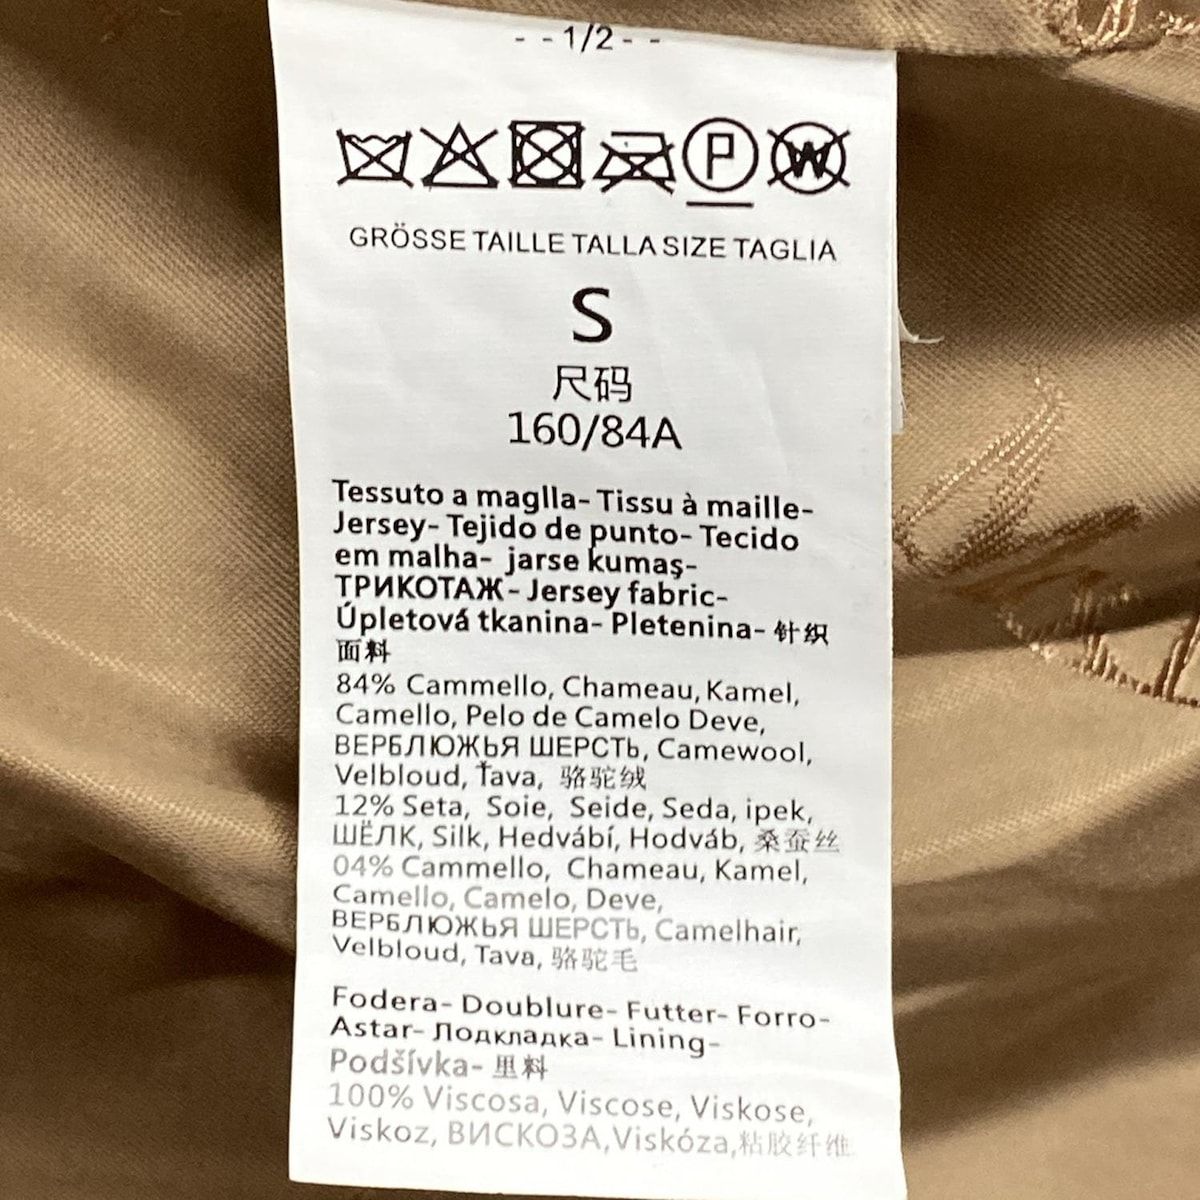 - - 1/2 - -
GRÖSSE TAILLE TALLA SIZE TAGLIA
S
尺码
160/84A
Tessuto a maglla- Tissu à maille-
Jersey- Tejido de punto- Tecido
em malha- jarse kumaş-
ТРИКОТАЖ- Jersey fabric-
Úpletová tkanina- Pletenina- 针织
面料
84% Cammello, Chameau, Kamel,
Camello, Pelo de Camelo Deve,
ВЕРБЛЮЖЬЯ ШЕРСТЬ, Camewool,
Velbloud, Ťava, 骆驼绒
12% Seta, Soie, Seide, Seda, ipek,
ШЁЛК, Silk, Hedvábí, Hodváb, 桑蚕丝
04% Cammello, Chameau, Kamel,
Camello, Camelo, Deve,
ВЕРБЛЮЖЬЯ ШЕРСТЬ, Camelhair,
Velbloud, Tava, 骆驼毛
Fodera- Doublure- Futter- Forro-
Astar- Подкладка- Lining-
Podšívka- 里料
100% Viscosa, Viscose, Viskose,
Viskoz, ВИСКОЗА, Viskóza, 粘胶纤维